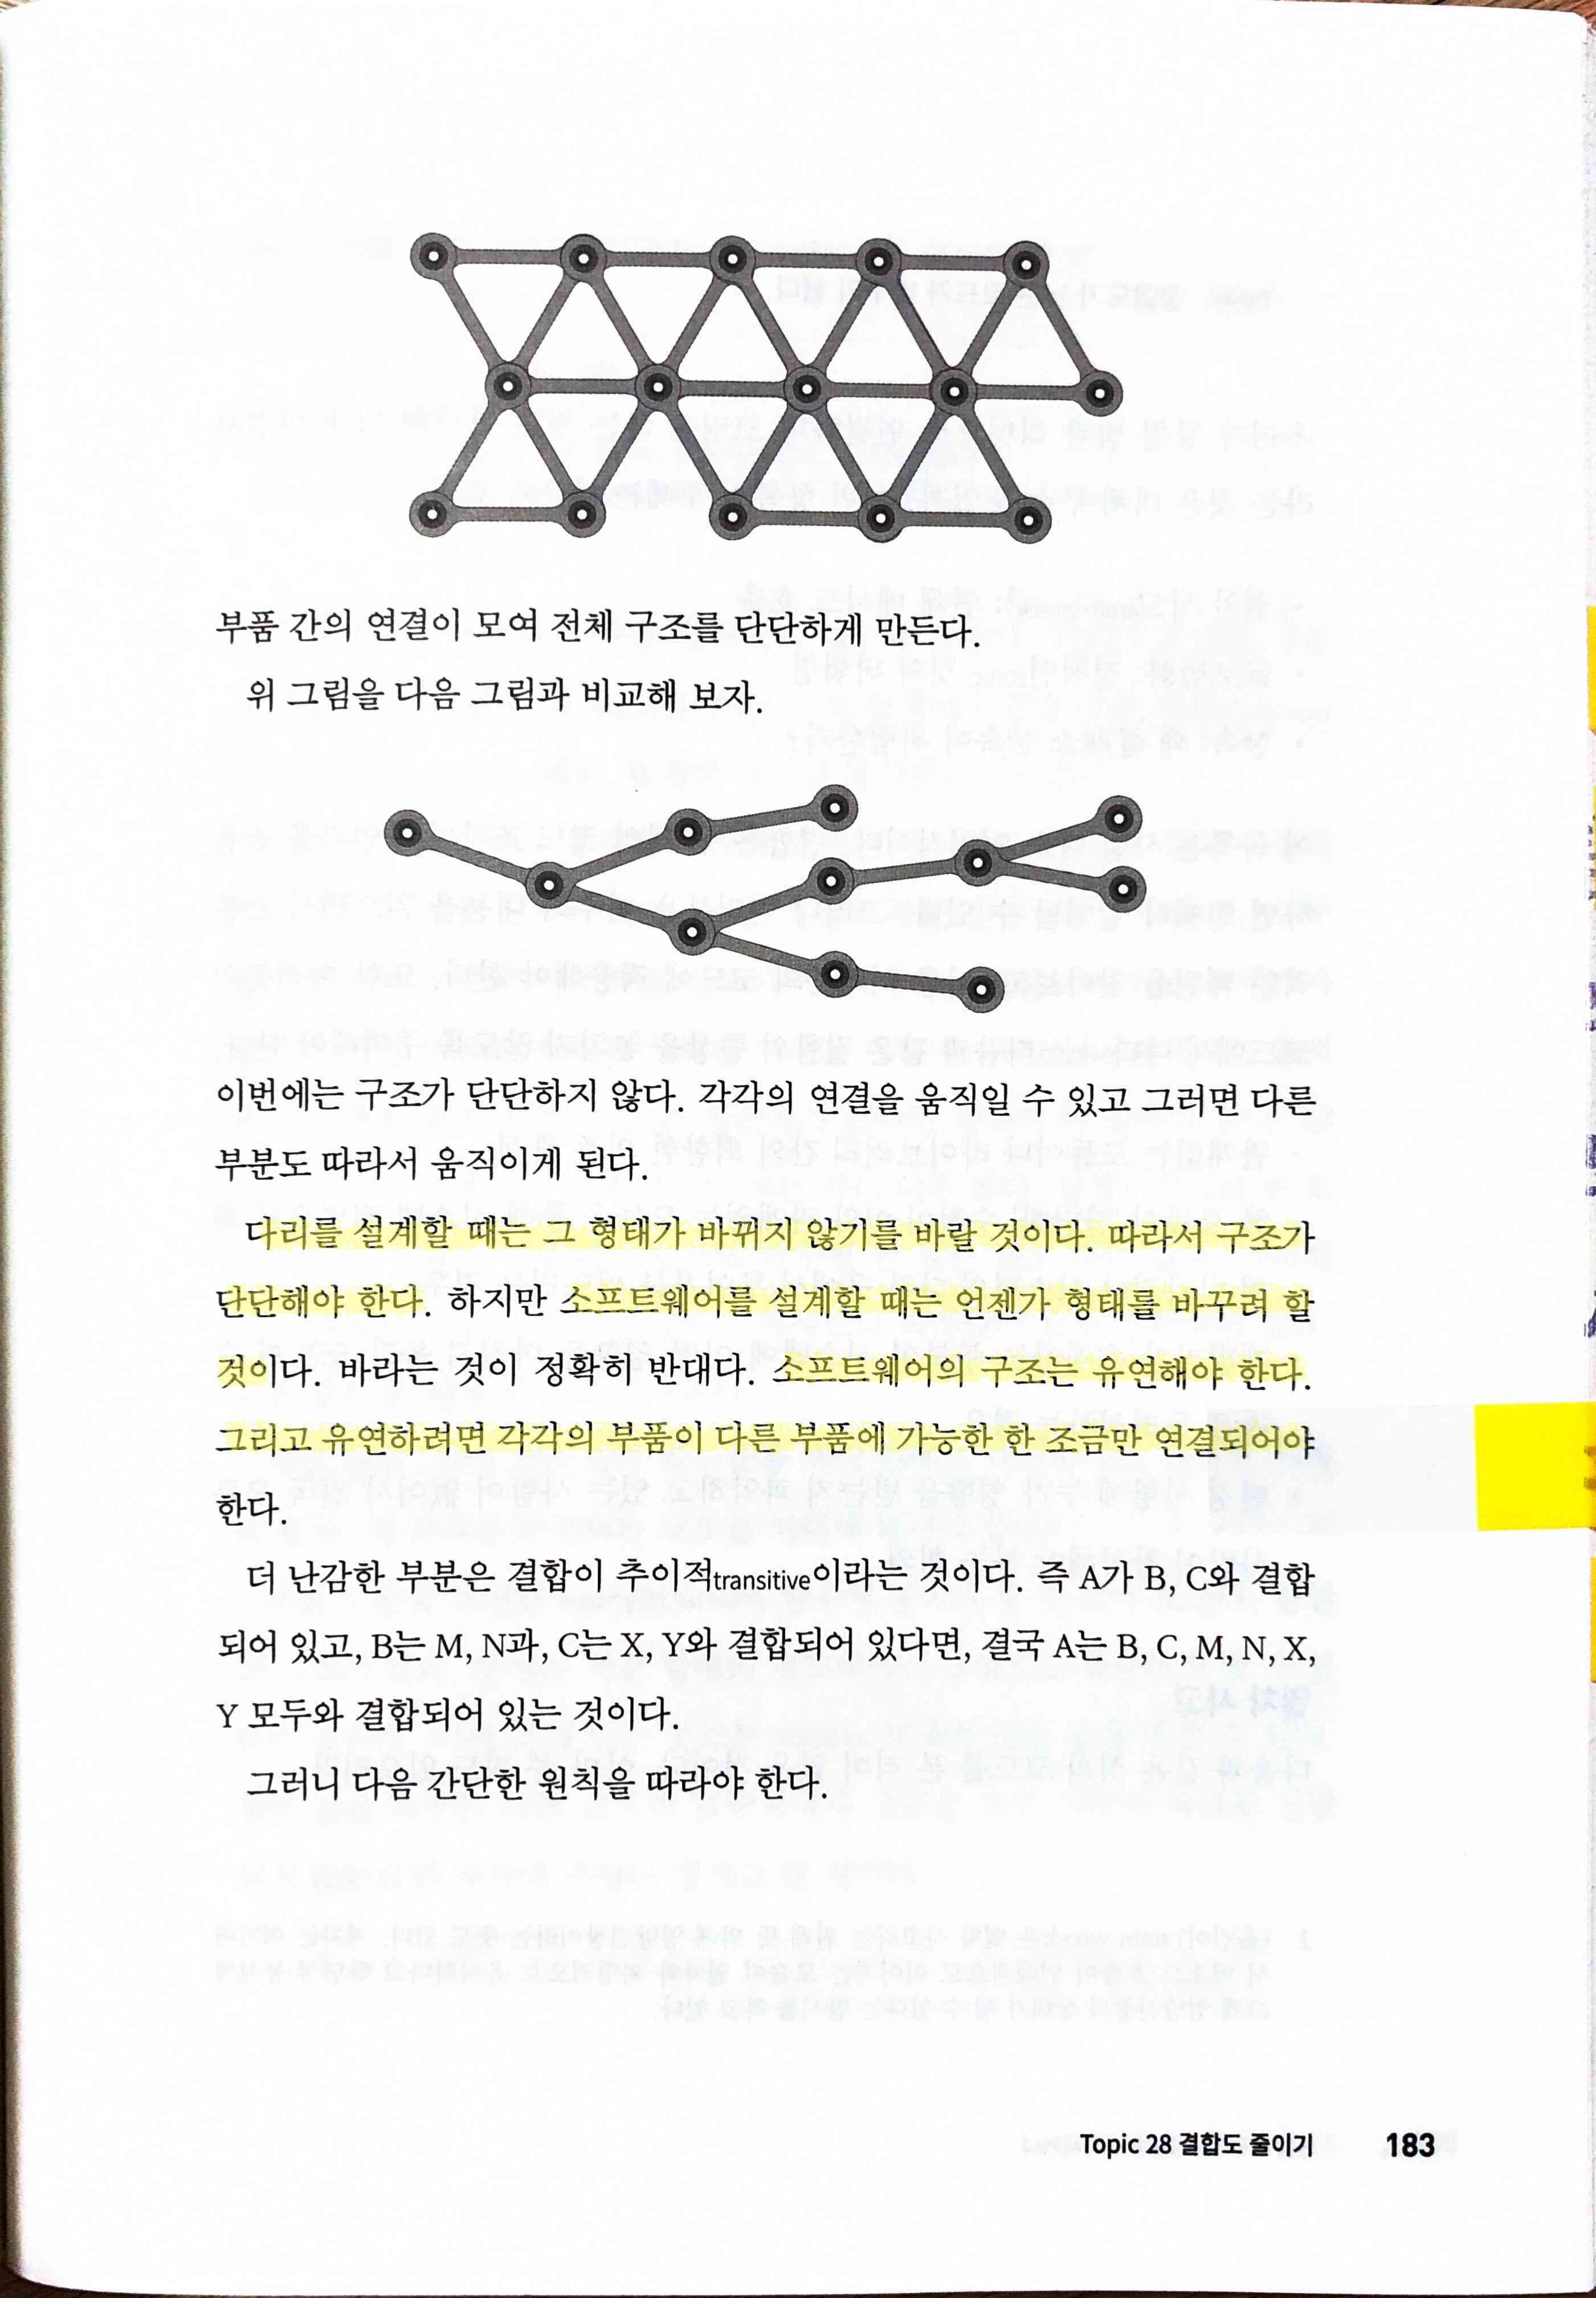 부품 간의 연결이 모여 전체 구조를 단단하게 만든다.
위 그림을 다음 그림과 비교해 보자.
이번에는 구조가 단단하지 않다. 각각의 연결을 움직일 수 있고 그러면 다른
부분도 따라서 움직이게 된다.
다리를 설계할 때는 그 형태가 바뀌지 않기를 바랄 것이다. 따라서 구조가
단단해야 한다. 하지만 소프트웨어를 설계할 때는 언젠가 형태를 바꾸려 할
것이다. 바라는 것이 정확히 반대다. 소프트웨어의 구조는 유연해야 한다.
그리고 유연하려면 각각의 부품이 다른 부품에 가능한 한 조금만 연결되어야
한다.
더 난감한 부분은 결합이 추이적transitive이라는 것이다. 즉 A가 B, C와 결합
되어 있고, B는 M, N과, C는 X, Y와 결합되어 있다면, 결국 A는 B, C, M, N, X,
Y 모두와 결합되어 있는 것이다.
그러니 다음 간단한 원칙을 따라야 한다.
Topic 28 결합도 줄이기 183